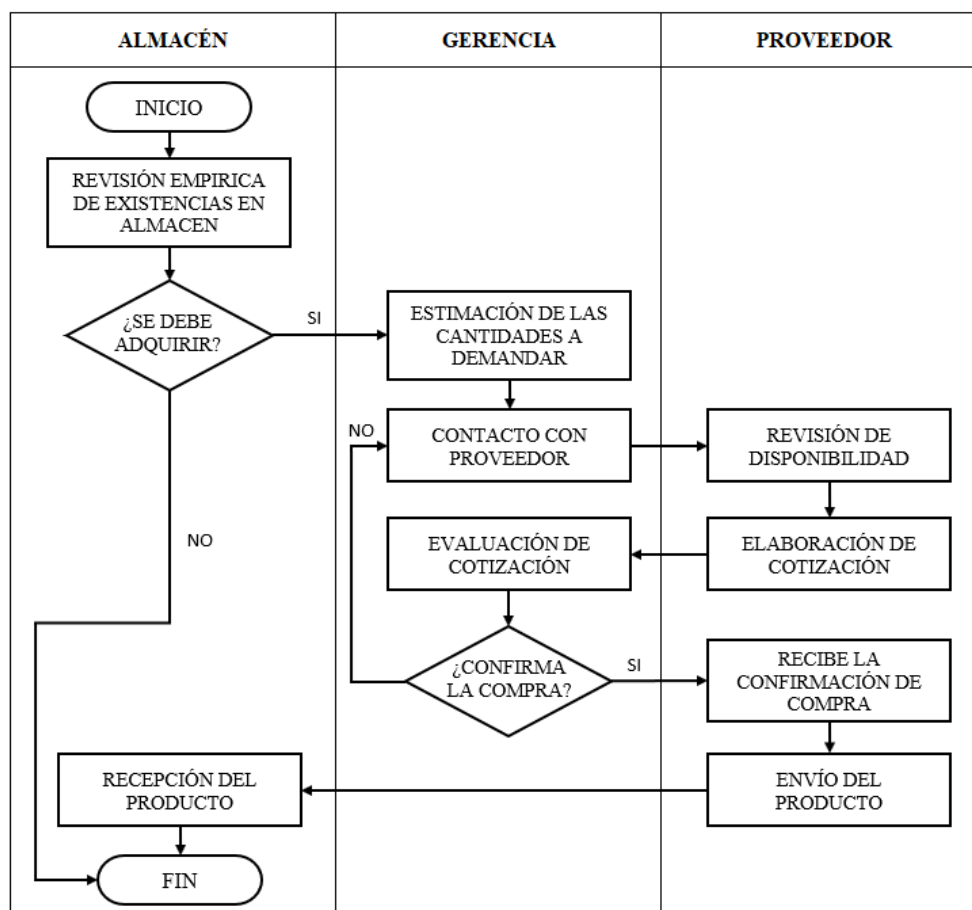 ALMACÉN
GERENCIA
PROVEEDOR
INICIO
REVISIÓN EMPIRICA
DE EXISTENCIAS EN
ALMACEN
¿SE DEBE
ADQUIRIR?
SI
ESTIMACIÓN DE LAS
CANTIDADES A
DEMANDAR
NO
CONTACTO CON
PROVEEDOR
REVISIÓN DE
DISPONIBILIDAD
NO
EVALUACIÓN DE
COTIZACIÓN
ELABORACIÓN DE
COTIZACIÓN
¿CONFIRMA
LA COMPRA?
SI
RECIBE LA
CONFIRMACIÓN DE
COMPRA
RECEPCIÓN DEL
PRODUCTO
ENVÍO DEL
PRODUCTO
FIN